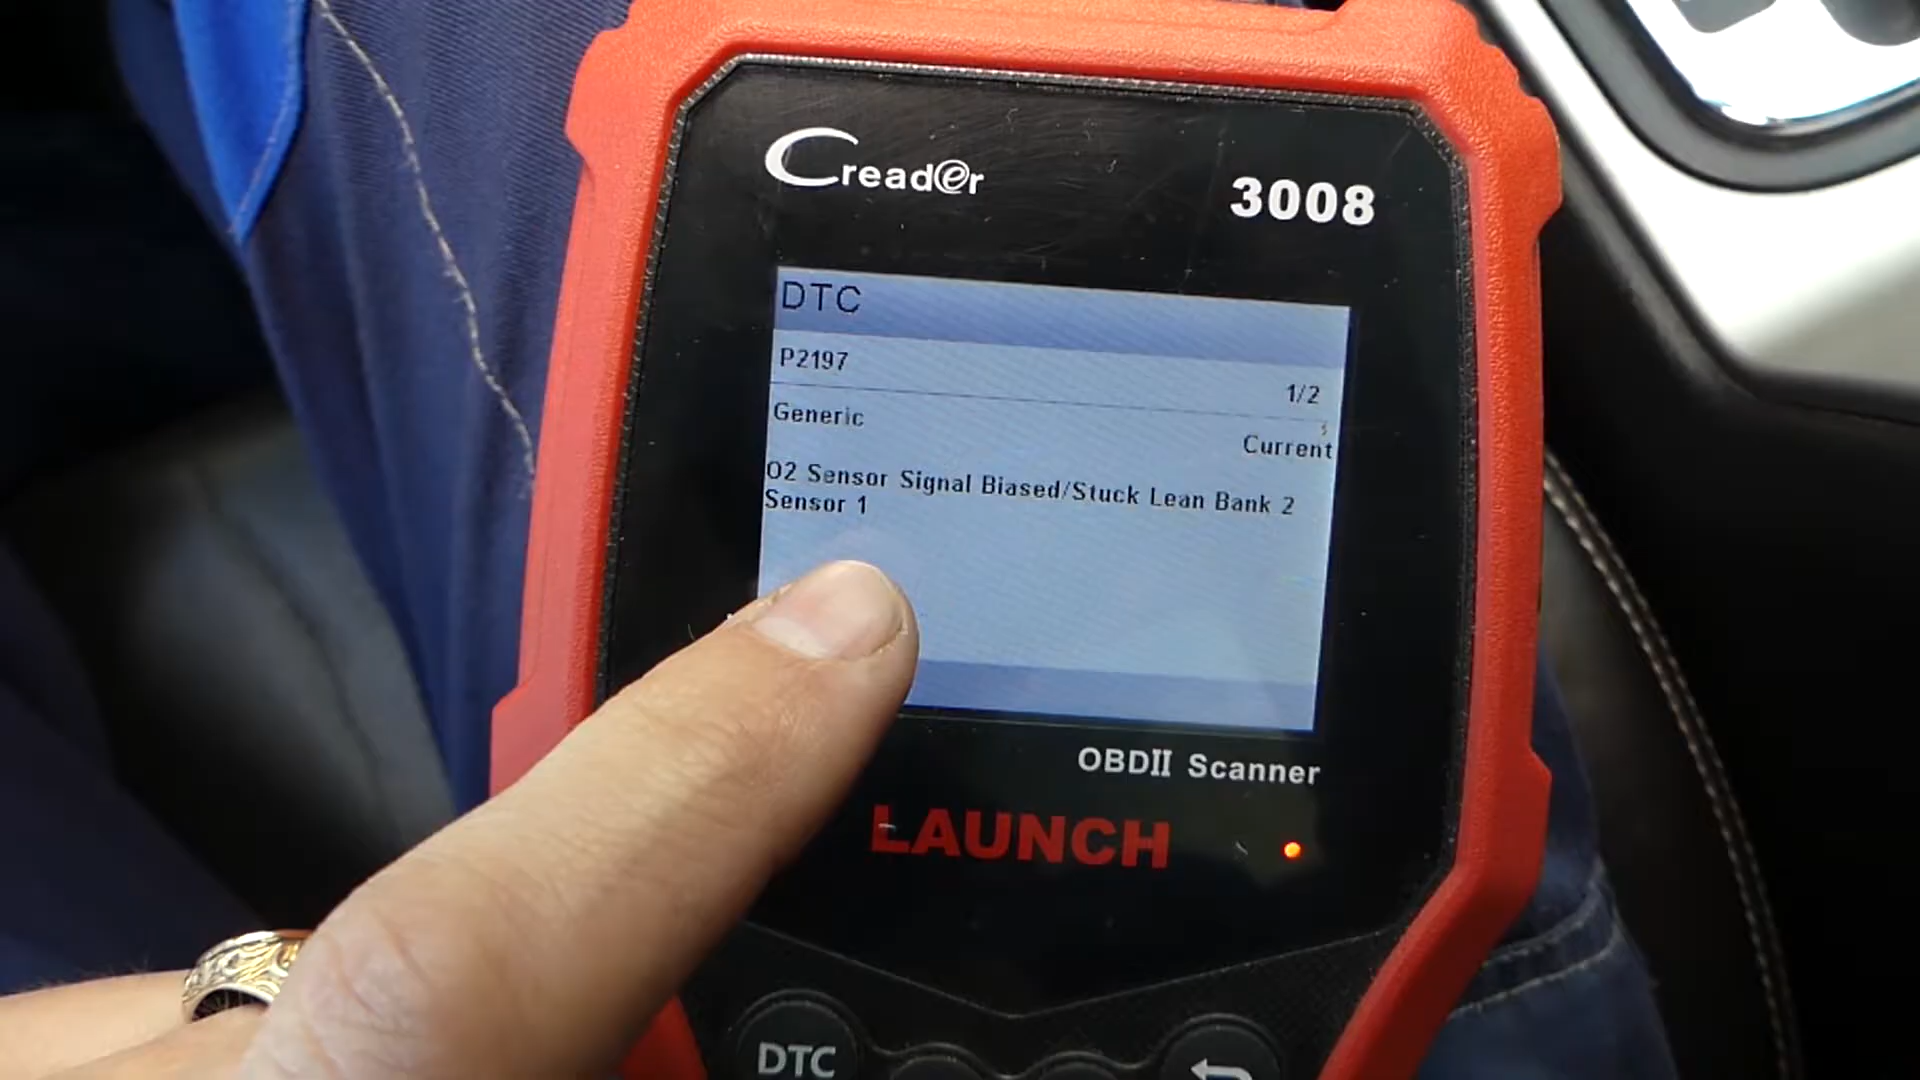 Creader
3008
DTC
P2197
1/2
Generic
Current
O2 Sensor Signal Biased/Stuck Lean Bank 2
Sensor 1
OBDII Scanner
LAUNCH
DTC